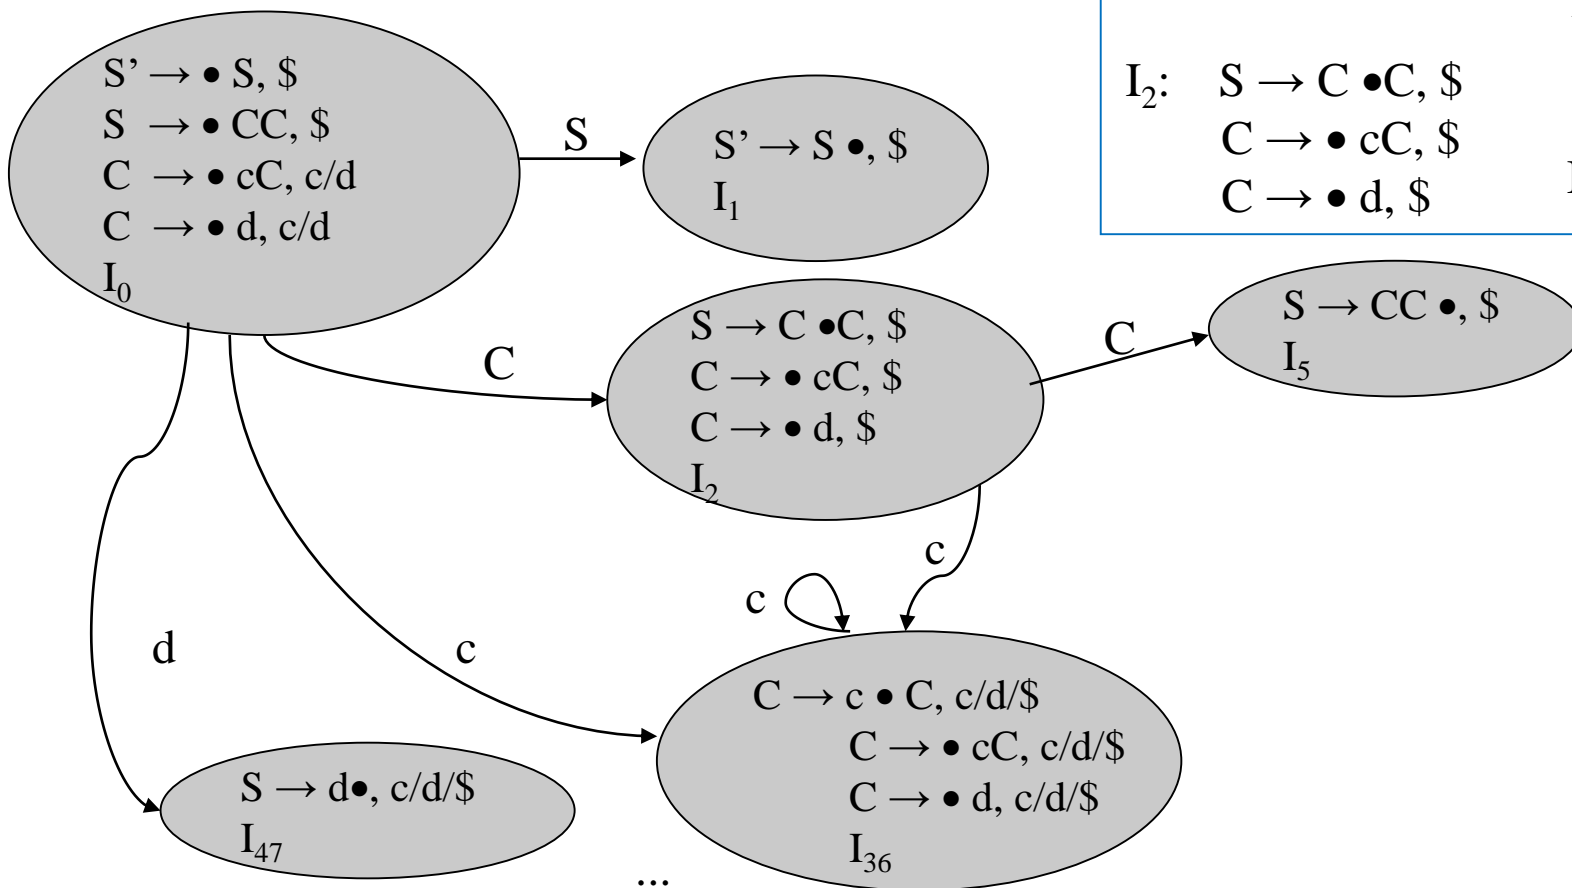 S’ → • S, $
S → • CC, $
C → • cC, c/d
C → • d, c/d
I0
S
S’ → S •, $
I1
I2: S → C •C, $
C → • cC, $
C → • d, $
C
S → C •C, $
C → • cC, $
C → • d, $
I2
C
S → CC •, $
I5
c
c
d
c
C → c • C, c/d/$
C → • cC, c/d/$
C → • d, c/d/$
I36
S → d•, c/d/$
I47
...